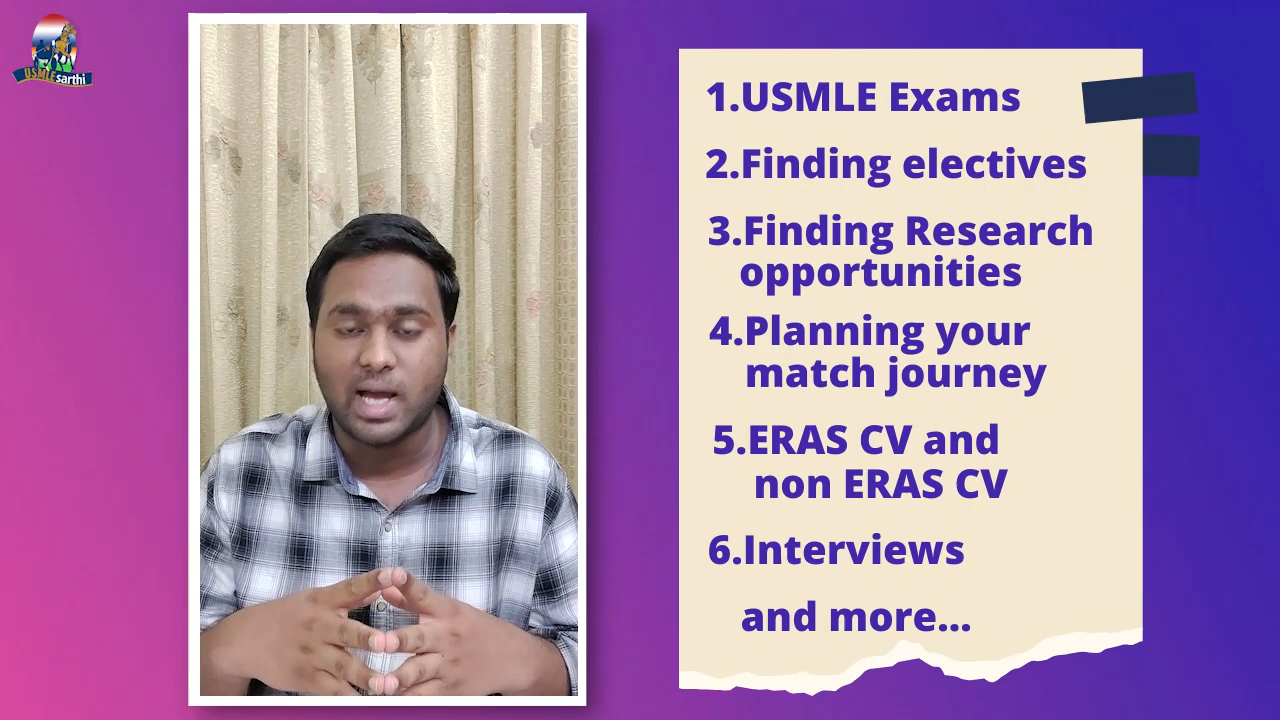 USMLE sarthi
1.USMLE Exams
2.Finding electives
3.Finding Research
opportunities
4.Planning your
match journey
5.ERAS CV and
non ERAS CV
6.Interviews
and more...